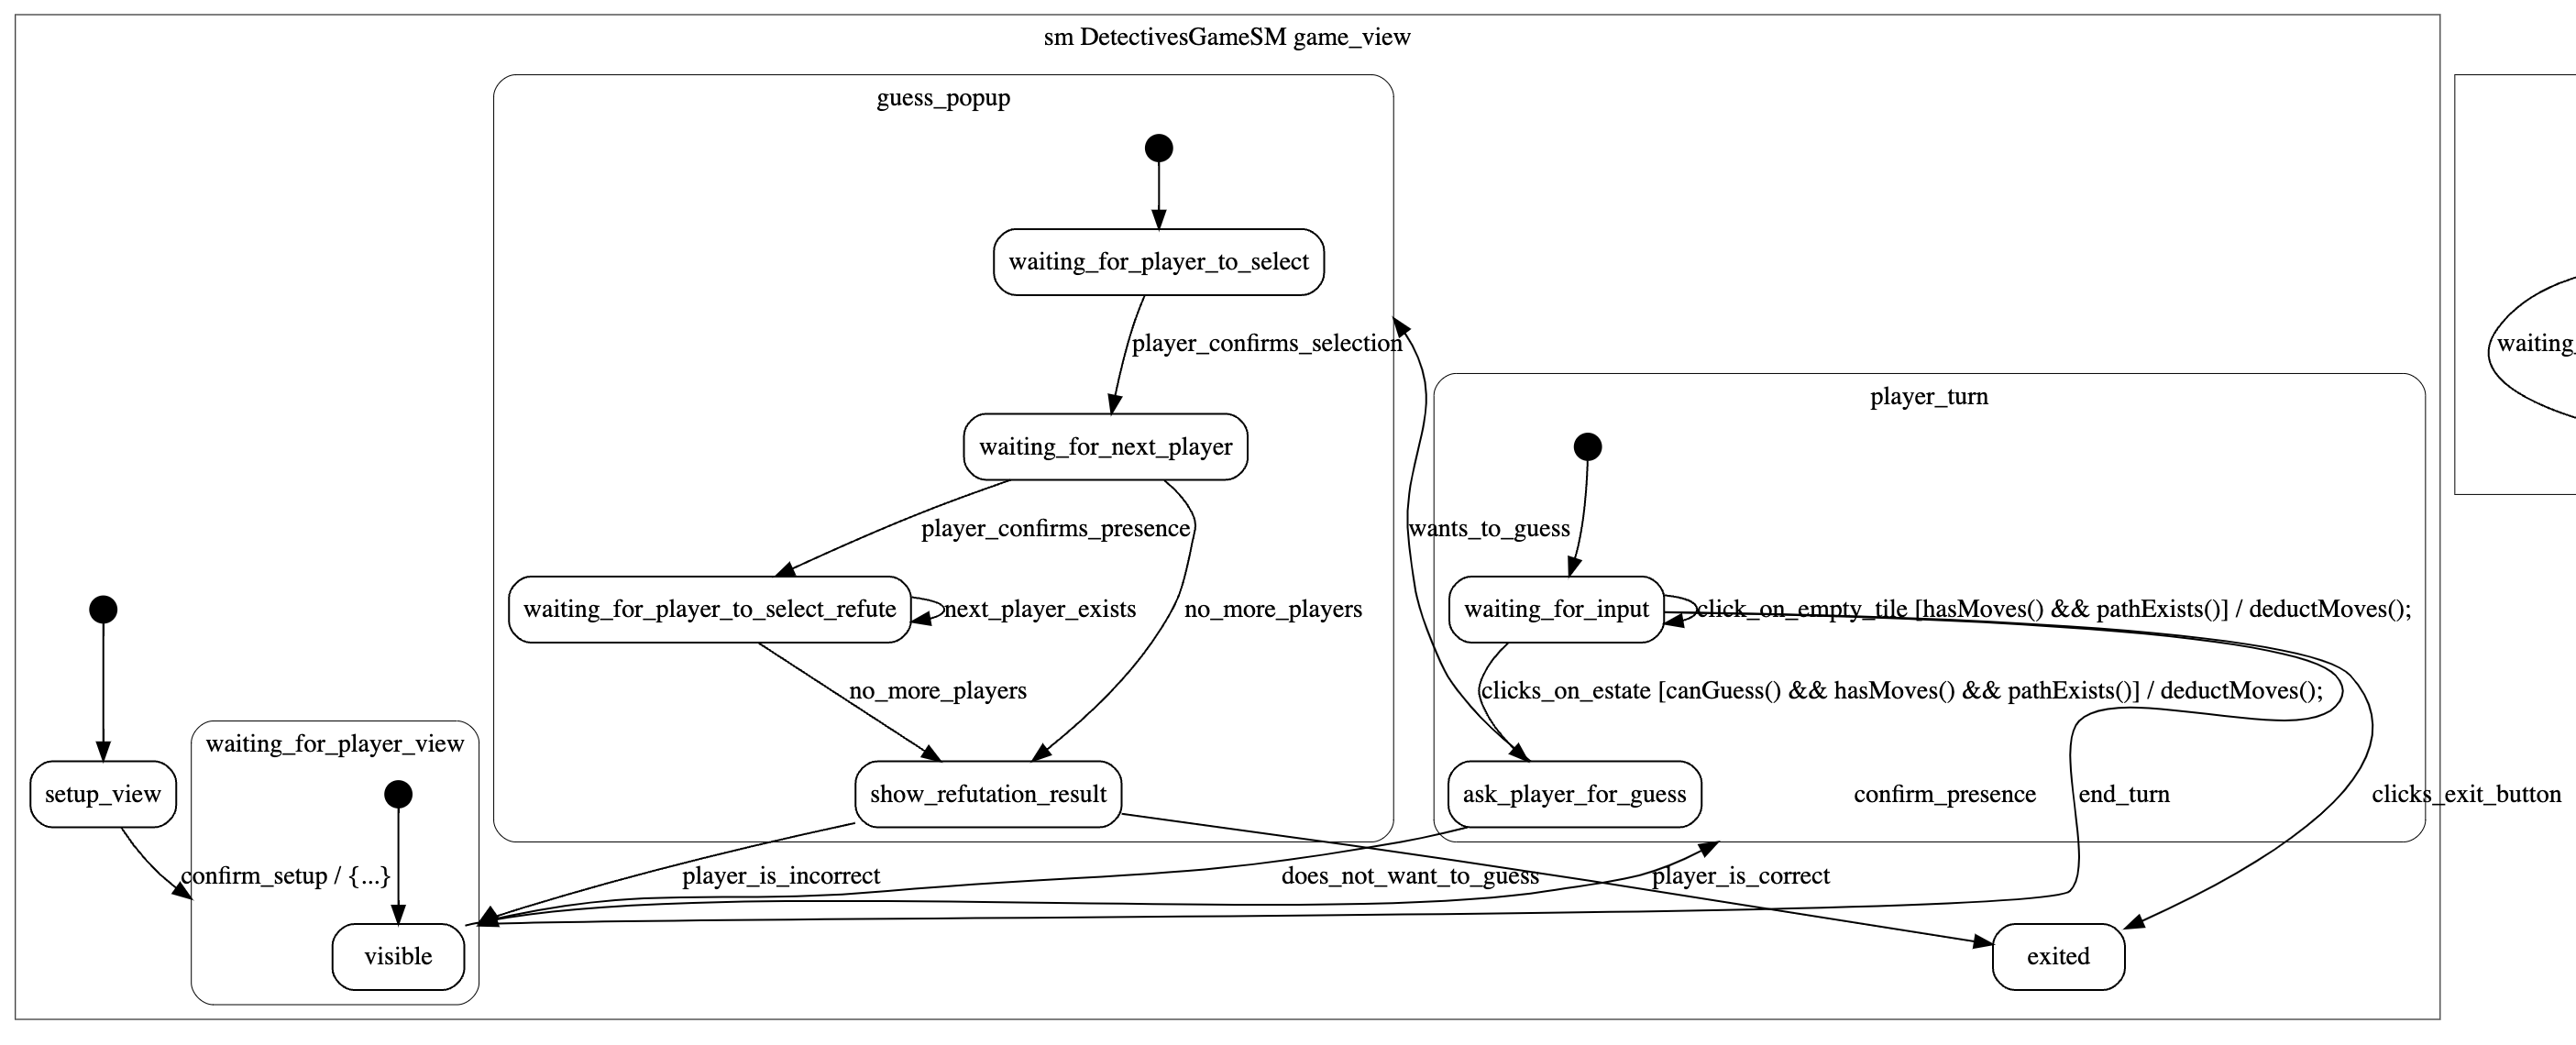 sm DetectivesGameSM game_view
guess_popup
waiting_for_player_to_select
player_confirms_selection
waiting_for_next_player
player_confirms_presence
waiting_for_player_to_select_refute
next_player_exists
no_more_players
no_more_players
show_refutation_result
player_turn
wants_to_guess
waiting_for_input
click_on_empty_tile [hasMoves() && pathExists()] / deductMoves();
clicks_on_estate [canGuess() && hasMoves() && pathExists()] / deductMoves();
ask_player_for_guess
confirm_presence
end_turn
clicks_exit_button
setup_view
waiting_for_player_view
confirm_setup / {...}
visible
player_is_incorrect
does_not_want_to_guess
player_is_correct
exited